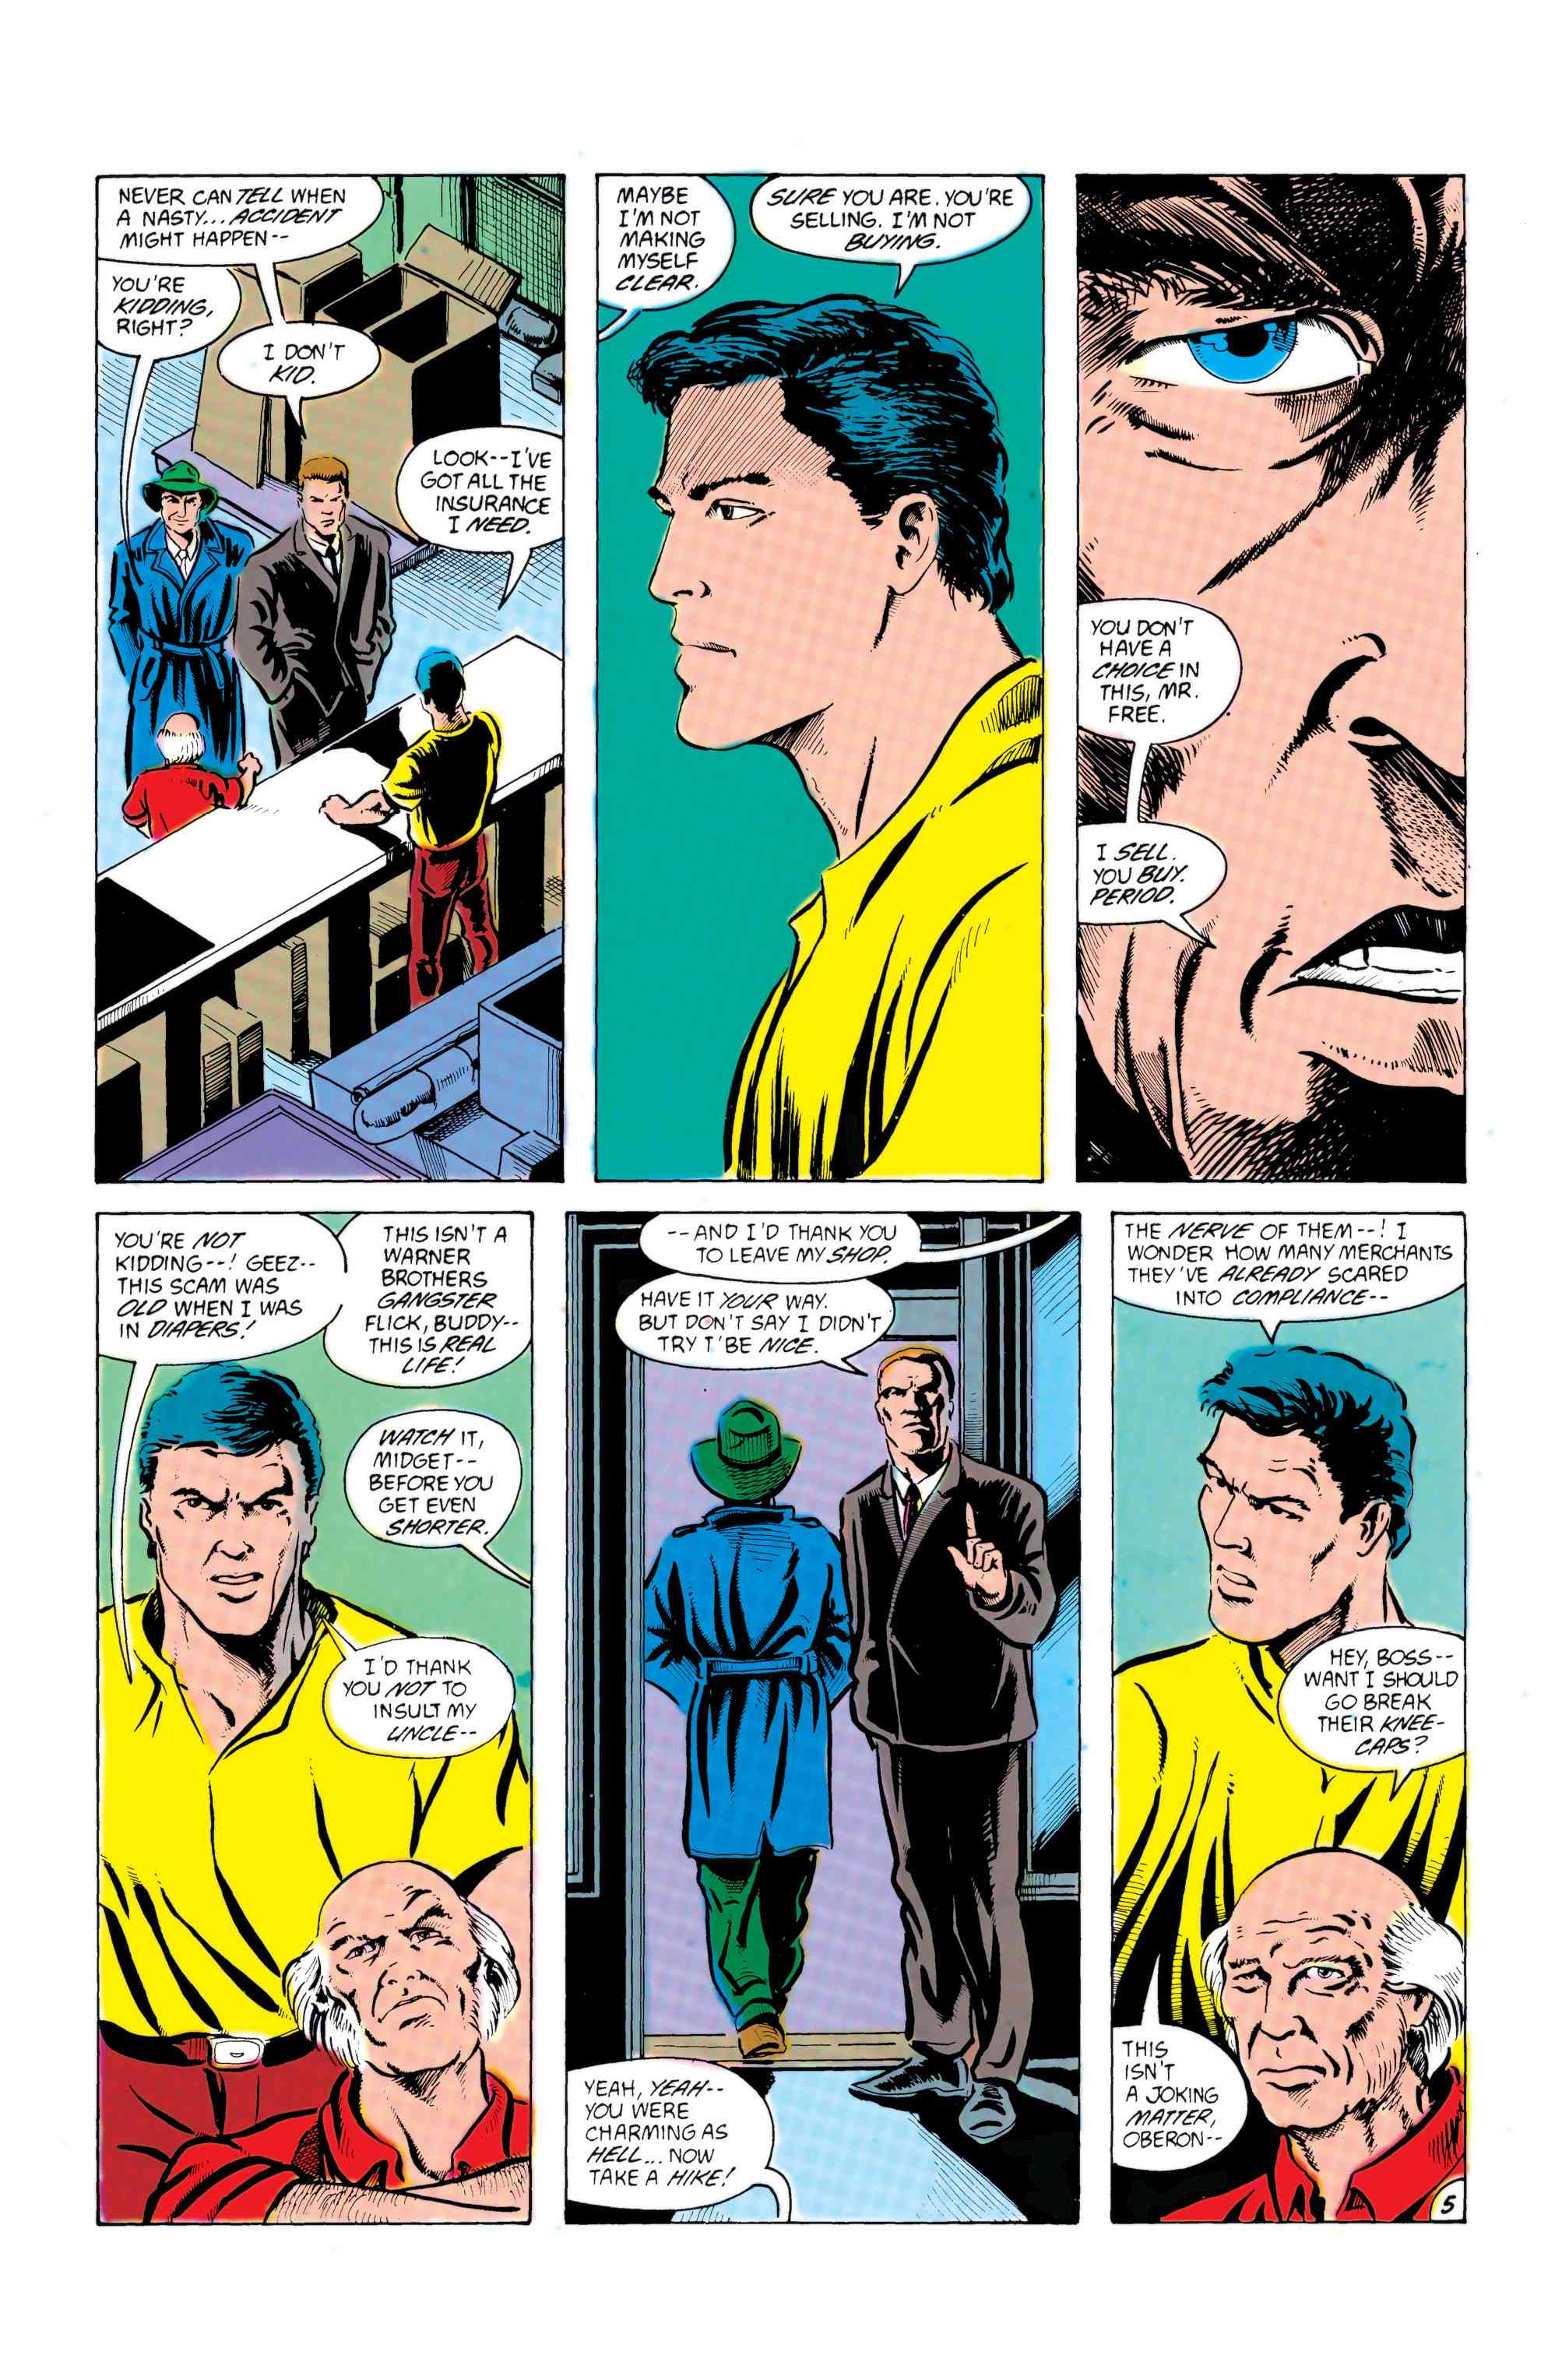 NEVER CAN TELL WHEN
A NASTY... ACCIDENT
MIGHT HAPPEN--
YOU'RE
KIDDING,
RIGHT?
I DON'T
KID.
LOOK--I'VE
GOT ALL THE
INSURANCE
I NEED.
MAYBE
I'M NOT
MAKING
MYSELF
CLEAR.
SURE YOU ARE. YOU'RE
SELLING. I'M NOT
BUYING.
YOU DON'T
HAVE A
CHOICE IN
THIS, MR.
FREE.
I SELL.
YOU BUY.
PERIOD.
YOU'RE NOT
KIDDING--! GEEZ--
THIS SCAM WAS
OLD WHEN I WAS
IN DIAPERS!
THIS ISN'T A
WARNER
BROTHERS
GANGSTER
FLICK, BUDDY--
THIS IS REAL
LIFE!
WATCH IT,
MIDGET--
BEFORE YOU
GET EVEN
SHORTER.
I'D THANK
YOU NOT TO
INSULT MY
UNCLE--
--AND I'D THANK YOU
TO LEAVE MY SHOP.
HAVE IT YOUR WAY.
BUT DON'T SAY I DIDN'T
TRY T'BE NICE.
YEAH, YEAH--
YOU WERE
CHARMING AS
HELL... NOW
TAKE A HIKE!
THE NERVE OF THEM--! I
WONDER HOW MANY MERCHANTS
THEY'VE ALREADY SCARED
INTO COMPLIANCE--
HEY, BOSS--
WANT I SHOULD
GO BREAK
THEIR KNEE-
CAPS?
THIS
ISN'T
A JOKING
MATTER,
OBERON--
5